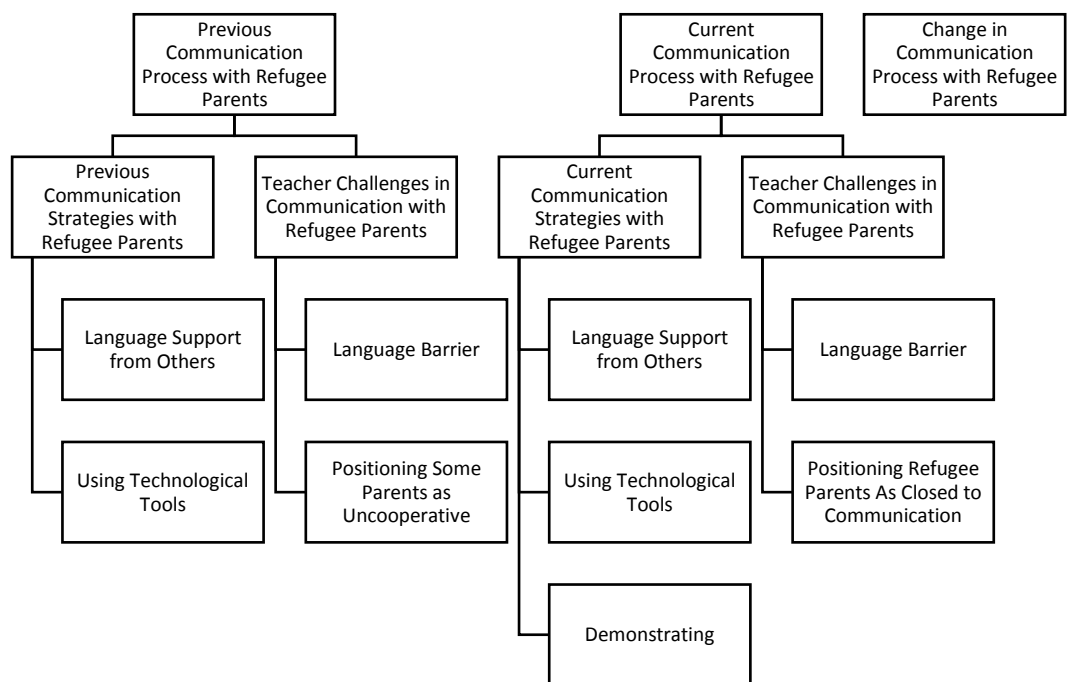 Previous
Communication
Process with Refugee
Parents
Current
Communication
Process with Refugee
Parents
Change in
Communication
Process with Refugee
Parents
Previous
Communication
Strategies with
Refugee Parents
Teacher Challenges in
Communication with
Refugee Parents
Current
Communication
Strategies with
Refugee Parents
Teacher Challenges in
Communication with
Refugee Parents
Language Support
from Others
Language Barrier
Language Support
from Others
Language Barrier
Using Technological
Tools
Positioning Some
Parents as
Uncooperative
Using Technological
Tools
Positioning Refugee
Parents As Closed to
Communication
Demonstrating